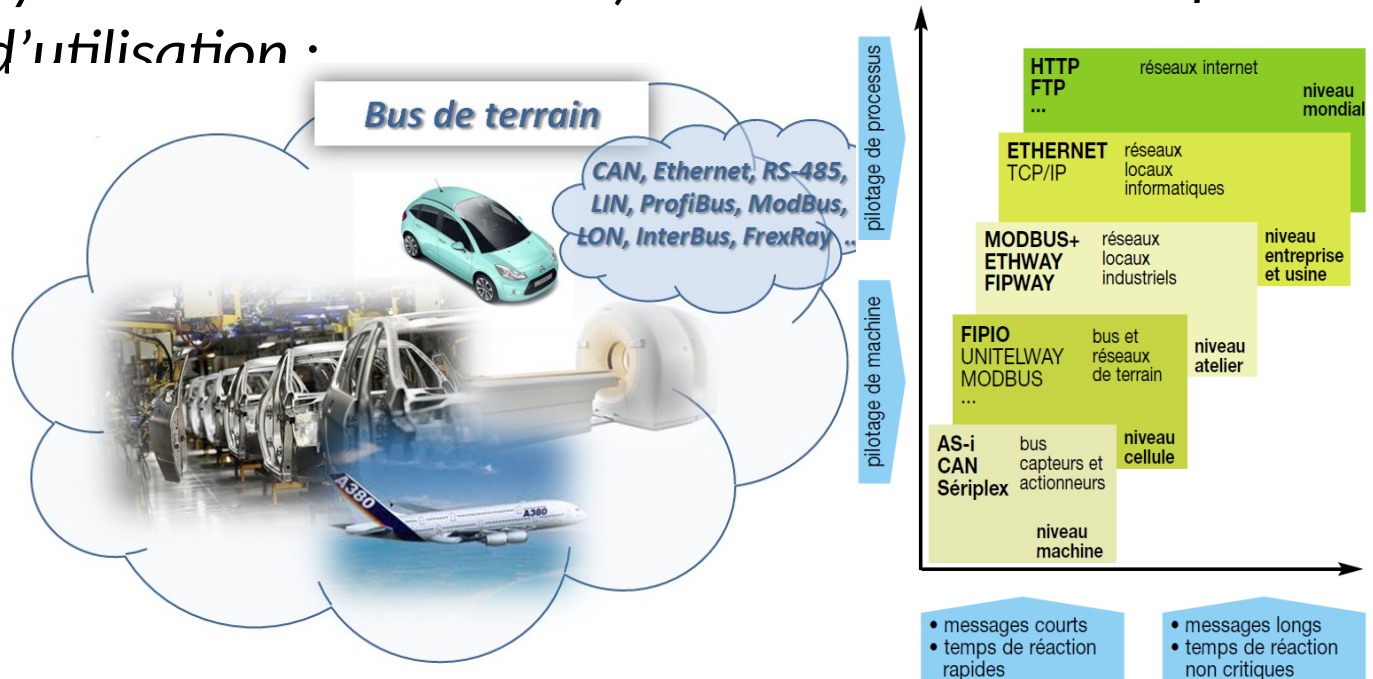 d’utilisation :
Bus de terrain
CAN, Ethernet, RS-485,
LIN, ProfiBus, ModBus,
LON, InterBus, FrexRay ...
A380
A380
pilotage de processus
pilotage de machine
HTTP
FTP
...
réseaux internet
niveau
mondial
ETHERNET
TCP/IP
réseaux
locaux
informatiques
niveau
entreprise
et usine
MODBUS+
ETHWAY
FIPWAY
réseaux
locaux
industriels
niveau
atelier
FIPIO
UNITELWAY
MODBUS
...
bus et
réseaux
de terrain
niveau
cellule
AS-i
CAN
Sériplex
bus
capteurs et
actionneurs
niveau
machine
• messages courts
• temps de réaction
rapides
• messages longs
• temps de réaction
non critiques